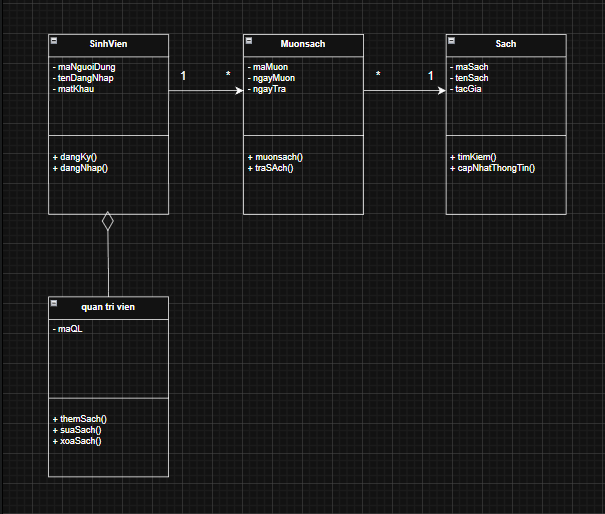 SinhVien
- maNguoiDung
- tenDangNhap
- matKhau
+ dangKy()
+ dangNhap()
1
*
Muonsach
- maMuon
- ngayMuon
- ngayTra
+ muonsach()
+ traSAch()
*
1
Sach
- maSach
- tenSach
- tacGia
+ timKiem()
+ capNhatThongTin()
quan tri vien
- maQL
+ themSach()
+ suaSach()
+ xoaSach()